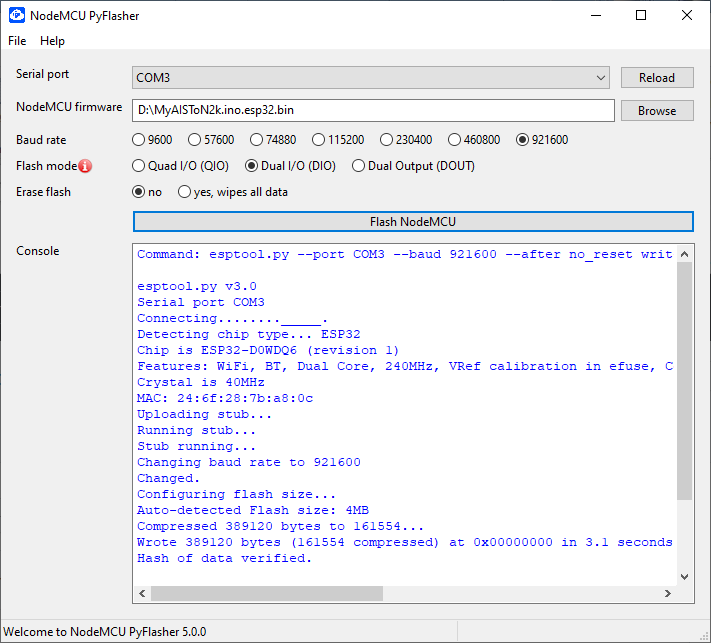 NodeMCU PyFlasher
File Help
Serial port COM3 Reload
NodeMCU firmware D:\MyAISToN2k.ino.esp32.bin Browse
Baud rate 9600 57600 74880 115200 230400 460800 921600
Flash mode Quad I/O (QIO) Dual I/O (DIO) Dual Output (DOUT)
Erase flash no yes, wipes all data
Flash NodeMCU
Console
Command: esptool.py --port COM3 --baud 921600 --after no_reset writ
esptool.py v3.0
Serial port COM3
Connecting........_____.
Detecting chip type... ESP32
Chip is ESP32-D0WDQ6 (revision 1)
Features: WiFi, BT, Dual Core, 240MHz, VRef calibration in efuse, C
Crystal is 40MHz
MAC: 24:6f:28:7b:a8:0c
Uploading stub...
Running stub...
Stub running...
Changing baud rate to 921600
Changed.
Configuring flash size...
Auto-detected Flash size: 4MB
Compressed 389120 bytes to 161554...
Wrote 389120 bytes (161554 compressed) at 0x00000000 in 3.1 seconds
Hash of data verified.
Welcome to NodeMCU PyFlasher 5.0.0